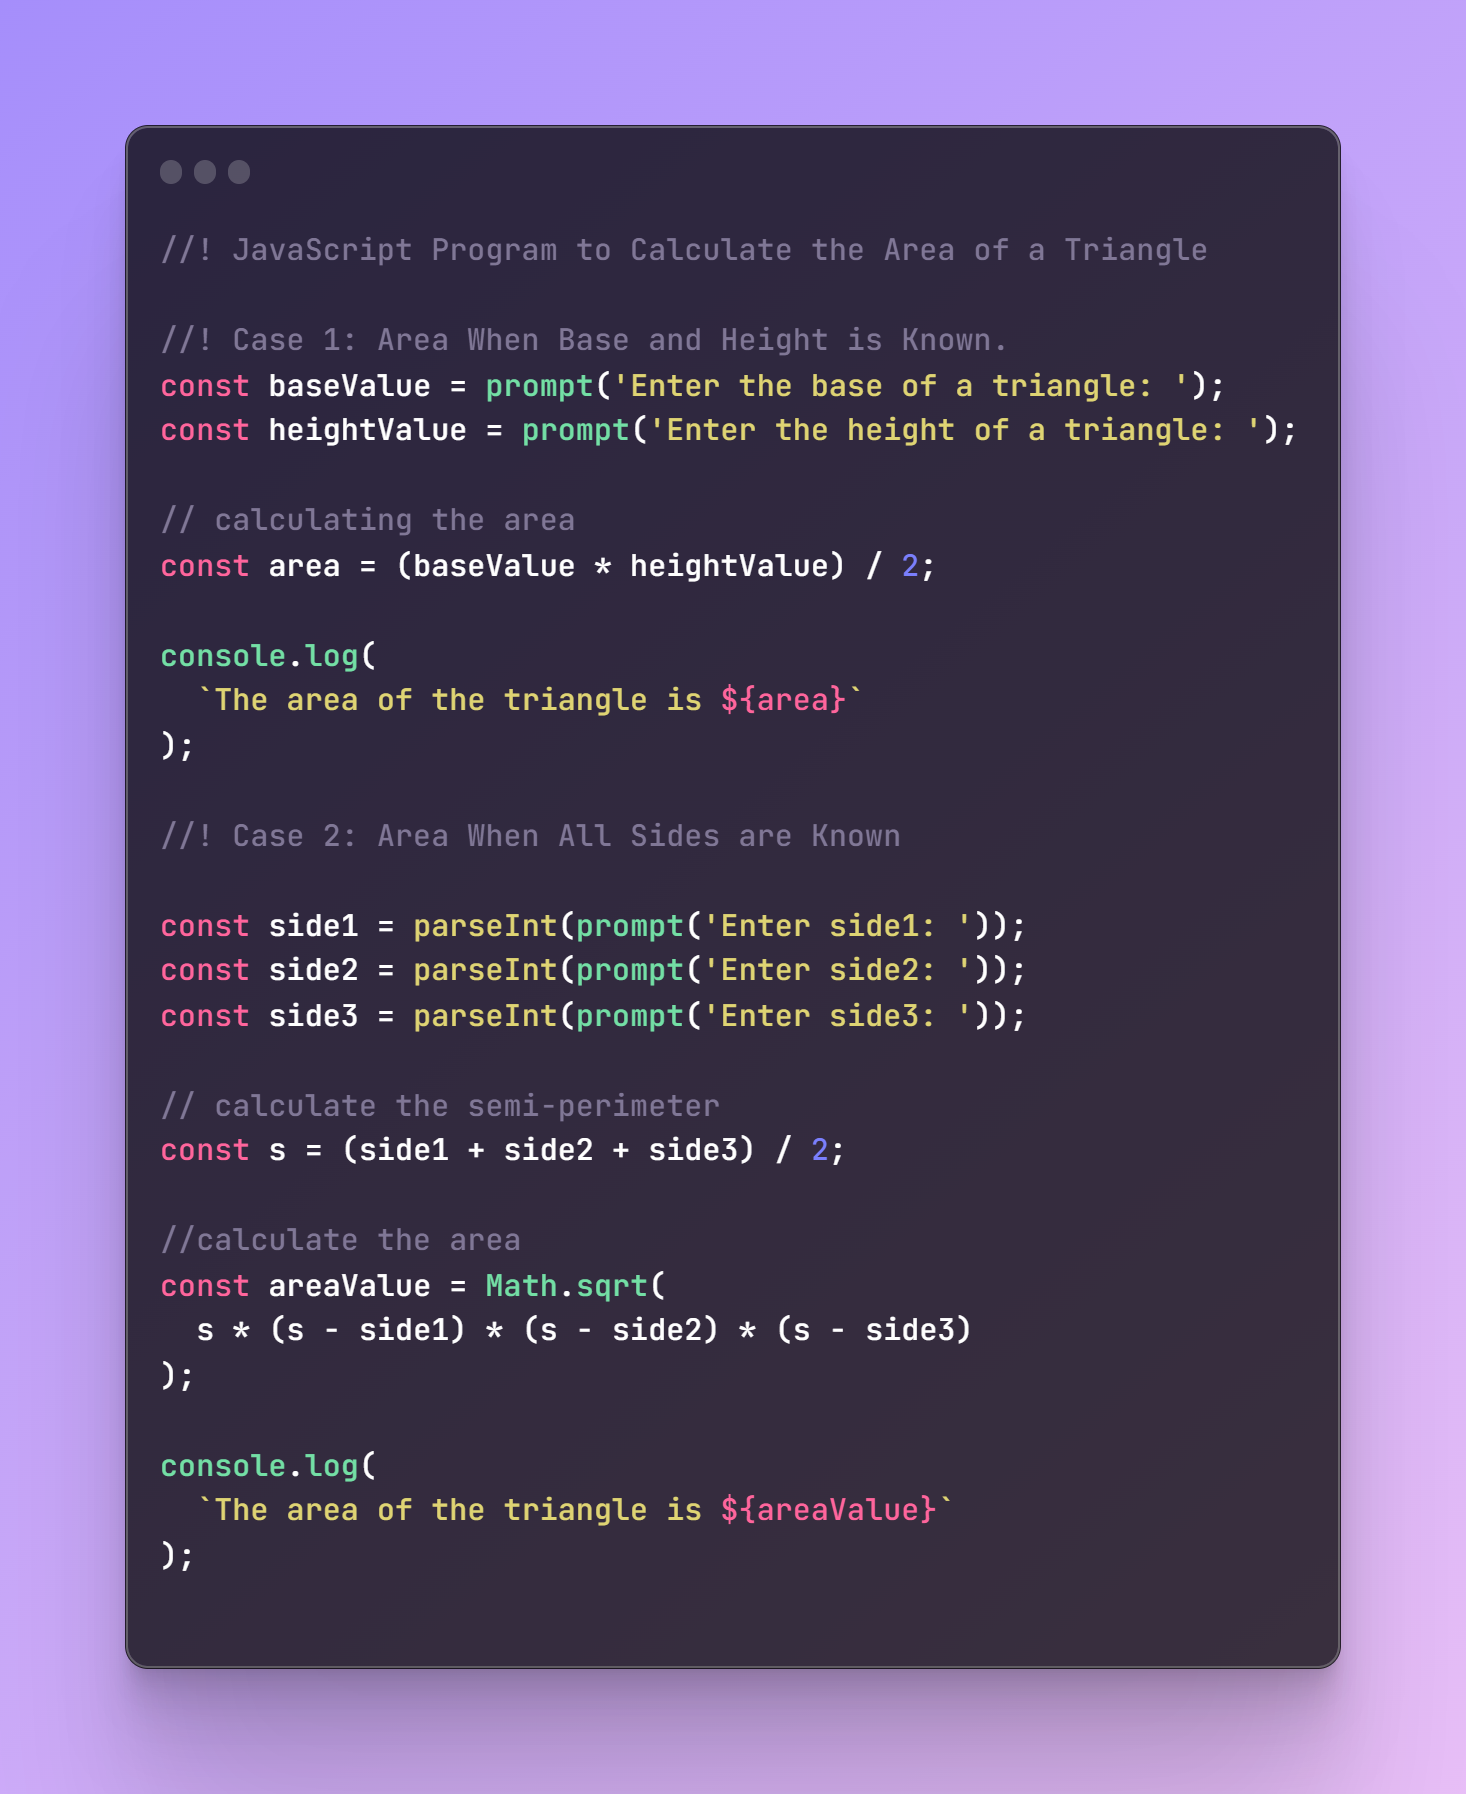 //! JavaScript Program to Calculate the Area of a Triangle

//! Case 1: Area When Base and Height is Known.
const baseValue = prompt('Enter the base of a triangle: ');
const heightValue = prompt('Enter the height of a triangle: ');

// calculating the area
const area = (baseValue * heightValue) / 2;

console.log(
  `The area of the triangle is ${area}`
);

//! Case 2: Area When All Sides are Known

const side1 = parseInt(prompt('Enter side1: '));
const side2 = parseInt(prompt('Enter side2: '));
const side3 = parseInt(prompt('Enter side3: '));

// calculate the semi-perimeter
const s = (side1 + side2 + side3) / 2;

//calculate the area
const areaValue = Math.sqrt(
  s * (s - side1) * (s - side2) * (s - side3)
);

console.log(
  `The area of the triangle is ${areaValue}`
);